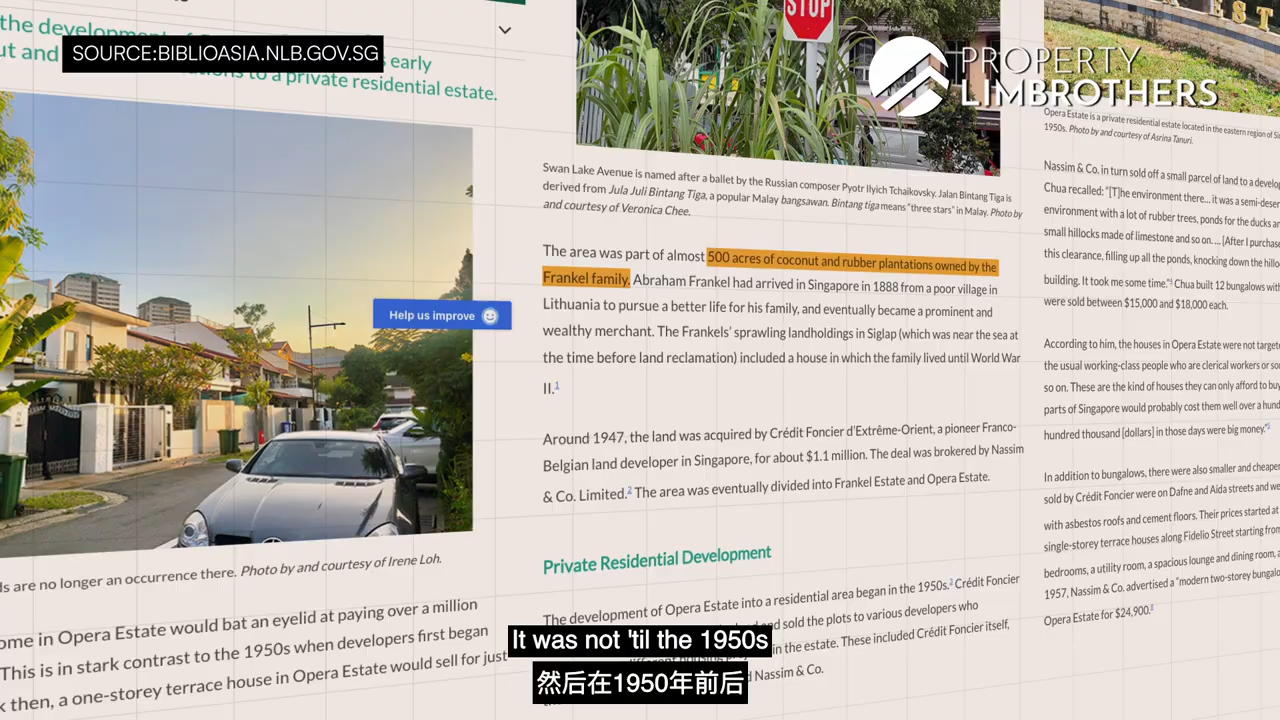 the development of
early
ut and
ations to a private residential estate.
SOURCE:BIBLIOASIA.NLB.GOV.SG
STOP
EST
PROPERTY
LIMBROTHERS
Help us improve
ds are no longer an occurrence there. Photo by and courtesy of Irene Loh.
ome in Opera Estate would bat an eyelid at paying over a million
This is in stark contrast to the 1950s when developers first began
k then, a one-storey terrace house in Opera Estate would sell for just
Swan Lake Avenue is named after a ballet by the Russian composer Pyotr Ilyich Tchaikovsky. Jalan Bintang Tiga is
derived from Jula Juli Bintang Tiga, a popular Malay bangsawan. Bintang tiga means “three stars” in Malay. Photo by
and courtesy of Veronica Chee.
The area was part of almost 500 acres of coconut and rubber plantations owned by the
Frankel family. Abraham Frankel had arrived in Singapore in 1888 from a poor village in
Lithuania to pursue a better life for his family, and eventually became a prominent and
wealthy merchant. The Frankels’ sprawling landholdings in Siglap (which was near the sea at
the time before land reclamation) included a house in which the family lived until World War
II.1
Around 1947, the land was acquired by Crédit Foncier d’Extrême-Orient, a pioneer Franco-
Belgian land developer in Singapore, for about $1.1 million. The deal was brokered by Nassim
& Co. Limited.2 The area was eventually divided into Frankel Estate and Opera Estate.
Private Residential Development
The development of Opera Estate into a residential area began in the 1950s.3 Crédit Foncier
and sold the plots to various developers who
in the estate. These included Crédit Foncier itself,
d Nassim & Co.
Opera Estate is a private residential estate located in the eastern region of Si
1950s. Photo by and courtesy of Asrina Tanuri.
Nassim & Co. in turn sold off a small parcel of land to a develo
Chua recalled: “[T]he environment there… it was a semi-deser
environment with a lot of rubber trees, ponds for the ducks an
small hillocks made of limestone and so on. … [After I purchase
this clearance, filling up all the ponds, knocking down the hillo
building. It took me some time.”4 Chua built 12 bungalows with
were sold between $15,000 and $18,000 each.
According to him, the houses in Opera Estate were not targete
the usual working-class people who are clerical workers or so
so on. These are the kind of houses they can only afford to buy
parts of Singapore would probably cost them well over a hund
hundred thousand [dollars] in those days were big money.”5
In addition to bungalows, there were also smaller and cheaper
sold by Crédit Foncier were on Dafne and Aida streets and we
with asbestos roofs and cement floors. Their prices started at
single-storey terrace houses along Fidelio Street starting from
bedrooms, a utility room, a spacious lounge and dining room, a
1957, Nassim & Co. advertised a “modern two-storey bungalo
Opera Estate for $24,900.6
It was not 'til the 1950s
然后在1950年前后